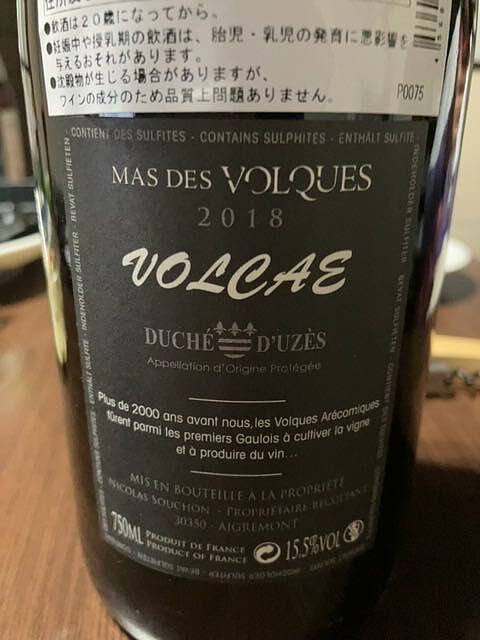 ●飲酒は20歳になってから。
●妊娠中や授乳期の飲酒は、胎児・乳児の発育に悪影響を
与えるおそれがあります。
●沈殿物が生じる場合がありますが、
ワインの成分のため品質上問題ありません。
P0075
CONTIENT DES SULFITES - CONTAINS SULPHITES - ENTHÄLT SULFITE
MAS DES VOLQUES
2018
VOLCAE
DUCHÉ D'UZÈS
Appellation d'Origine Protégée
Plus de 2000 ans avant nous, les Volques Arécomiques
fûrent parmi les premiers Gaulois à cultiver la vigne
et à produire du vin...
MIS EN BOUTEILLE A LA PROPRIÉTÉ
NICOLAS SOUCHON - PROPRIÉTAIRE RÉCOLTANT
30350 - AIGREMONT
750ML PRODUIT DE FRANCE
PRODUCT OF FRANCE
15.5%VOL
INDEHOLDER SULFITER - BEVAT SULFIETEN